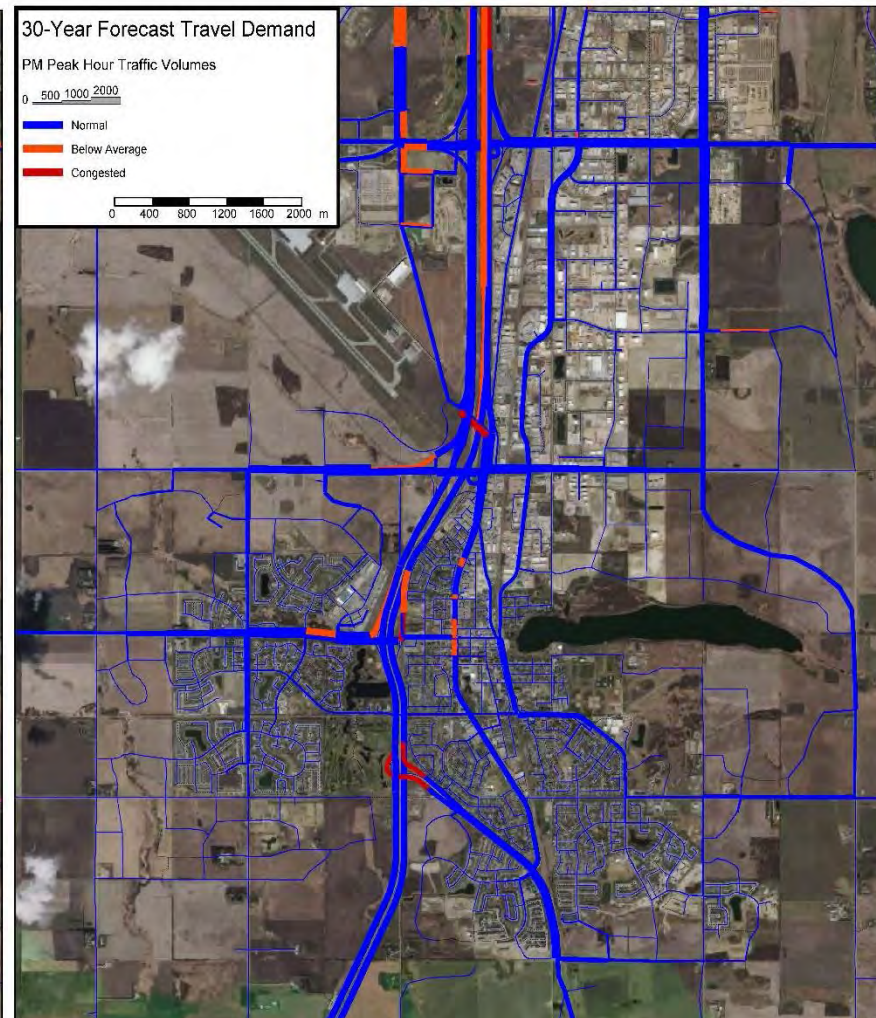 30-Year Forecast Travel Demand
PM Peak Hour Traffic Volumes
0 500 1000 2000
Normal
Below Average
Congested
0 400 800 1200 1600 2000 m